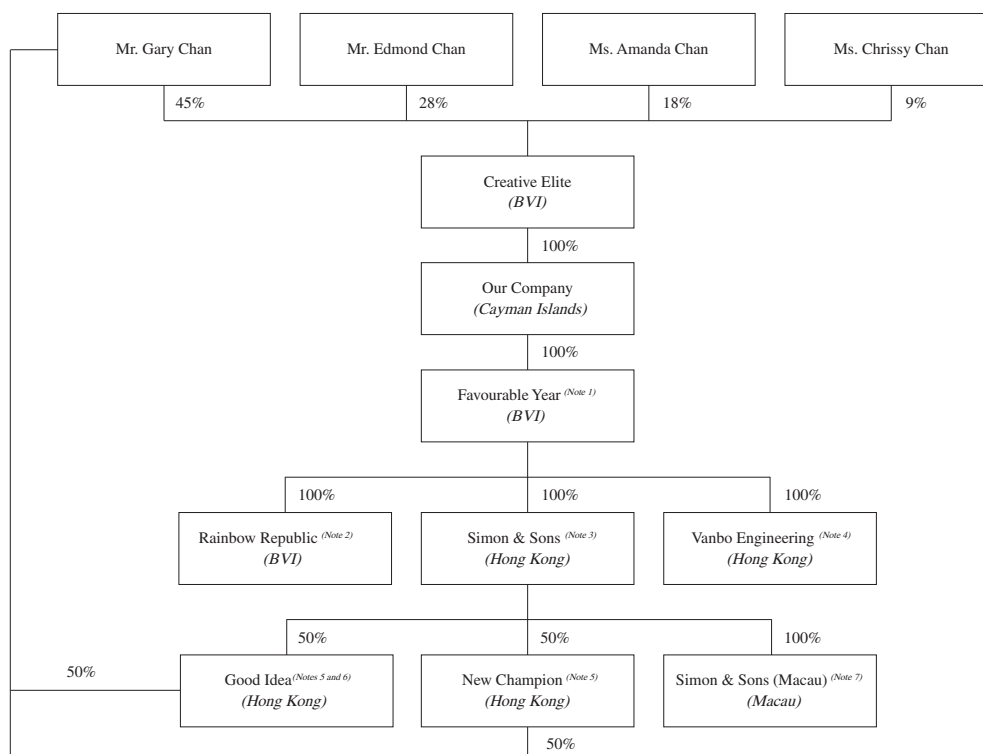 Mr. Gary Chan
Mr. Edmond Chan
Ms. Amanda Chan
Ms. Chrissy Chan
45%
28%
18%
9%
Creative Elite
(BVI)
100%
Our Company
(Cayman Islands)
100%
Favourable Year (Note 1)
(BVI)
100%
100%
100%
Rainbow Republic (Note 2)
(BVI)
Simon & Sons (Note 3)
(Hong Kong)
Vanbo Engineering (Note 4)
(Hong Kong)
50%
50%
100%
50%
Good Idea(Notes 5 and 6)
(Hong Kong)
New Champion (Note 5)
(Hong Kong)
Simon & Sons (Macau) (Note 7)
(Macau)
50%